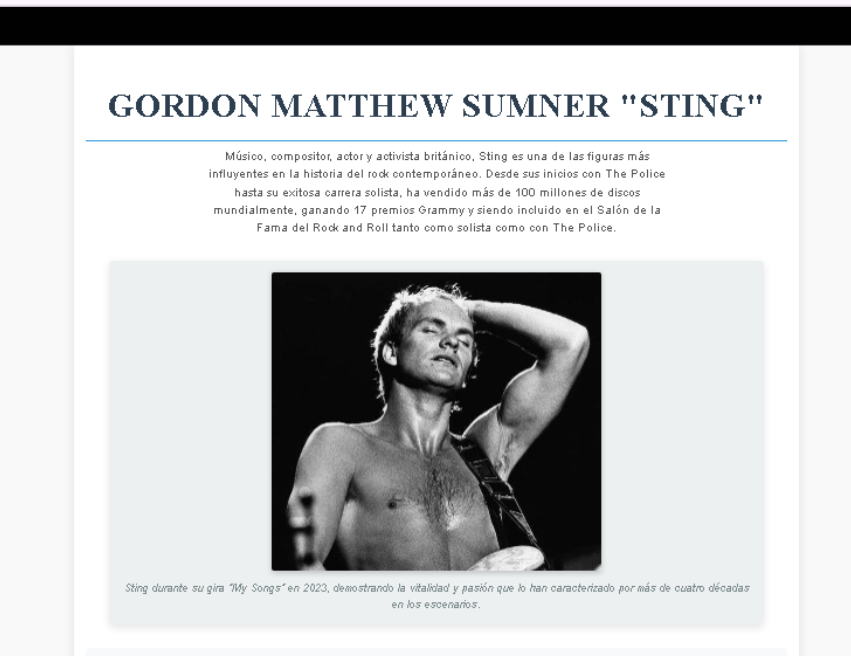 GORDON MATTHEW SUMNER "STING"
Músico, compositor, actor y activista británico, Sting es una de las figuras más
influyentes en la historia del rock contemporáneo. Desde sus inicios con The Police
hasta su exitosa carrera solista, ha vendido más de 100 millones de discos
mundialmente, ganando 17 premios Grammy y siendo incluido en el Salón de la
Fama del Rock and Roll tanto como solista como con The Police.
Sting durante su gira "My Songs" en 2023, demostrando la vitalidad y pasión que lo han caracterizado por más de cuatro décadas
en los escenarios.